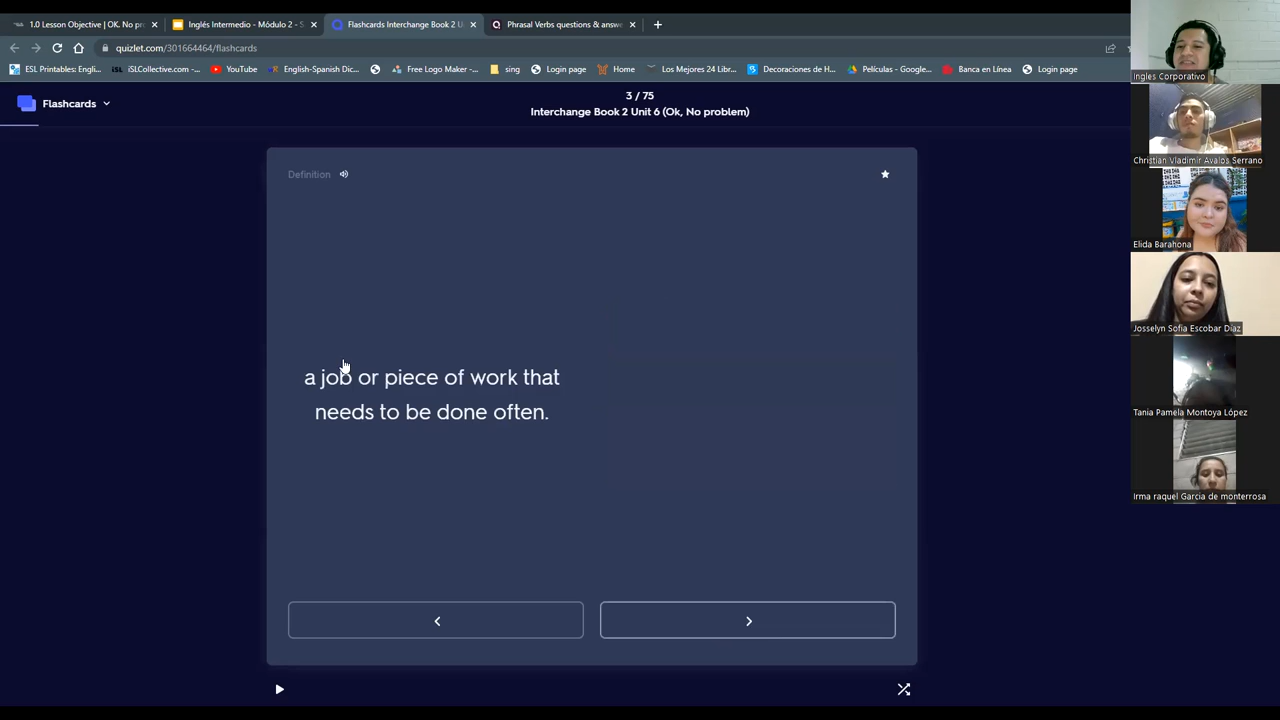 1.0 Lesson Objective | OK. No pr
Inglés Intermedio - Módulo 2 - S
Flashcards Interchange Book 2 U
Phrasal Verbs questions & answ
quizlet.com/301664464/flashcards
ESL Printables: Engli...
iSLCollective.com -...
YouTube
English-Spanish Dic...
Free Logo Maker -...
sing
Login page
Home
Los Mejores 24 Libr...
Decoraciones de H...
Películas - Google...
Banca en Línea
Login page
Flashcards
3 / 75
Interchange Book 2 Unit 6 (Ok, No problem)
Definition
a job or piece of work that
needs to be done often.
Ingles Corporativo
Christian Vladimir Avalos Serrano
Elida Barahona
Josselyn Sofia Escobar Diaz
Tania Pamela Montoya López
Irma raquel Garcia de monterrosa